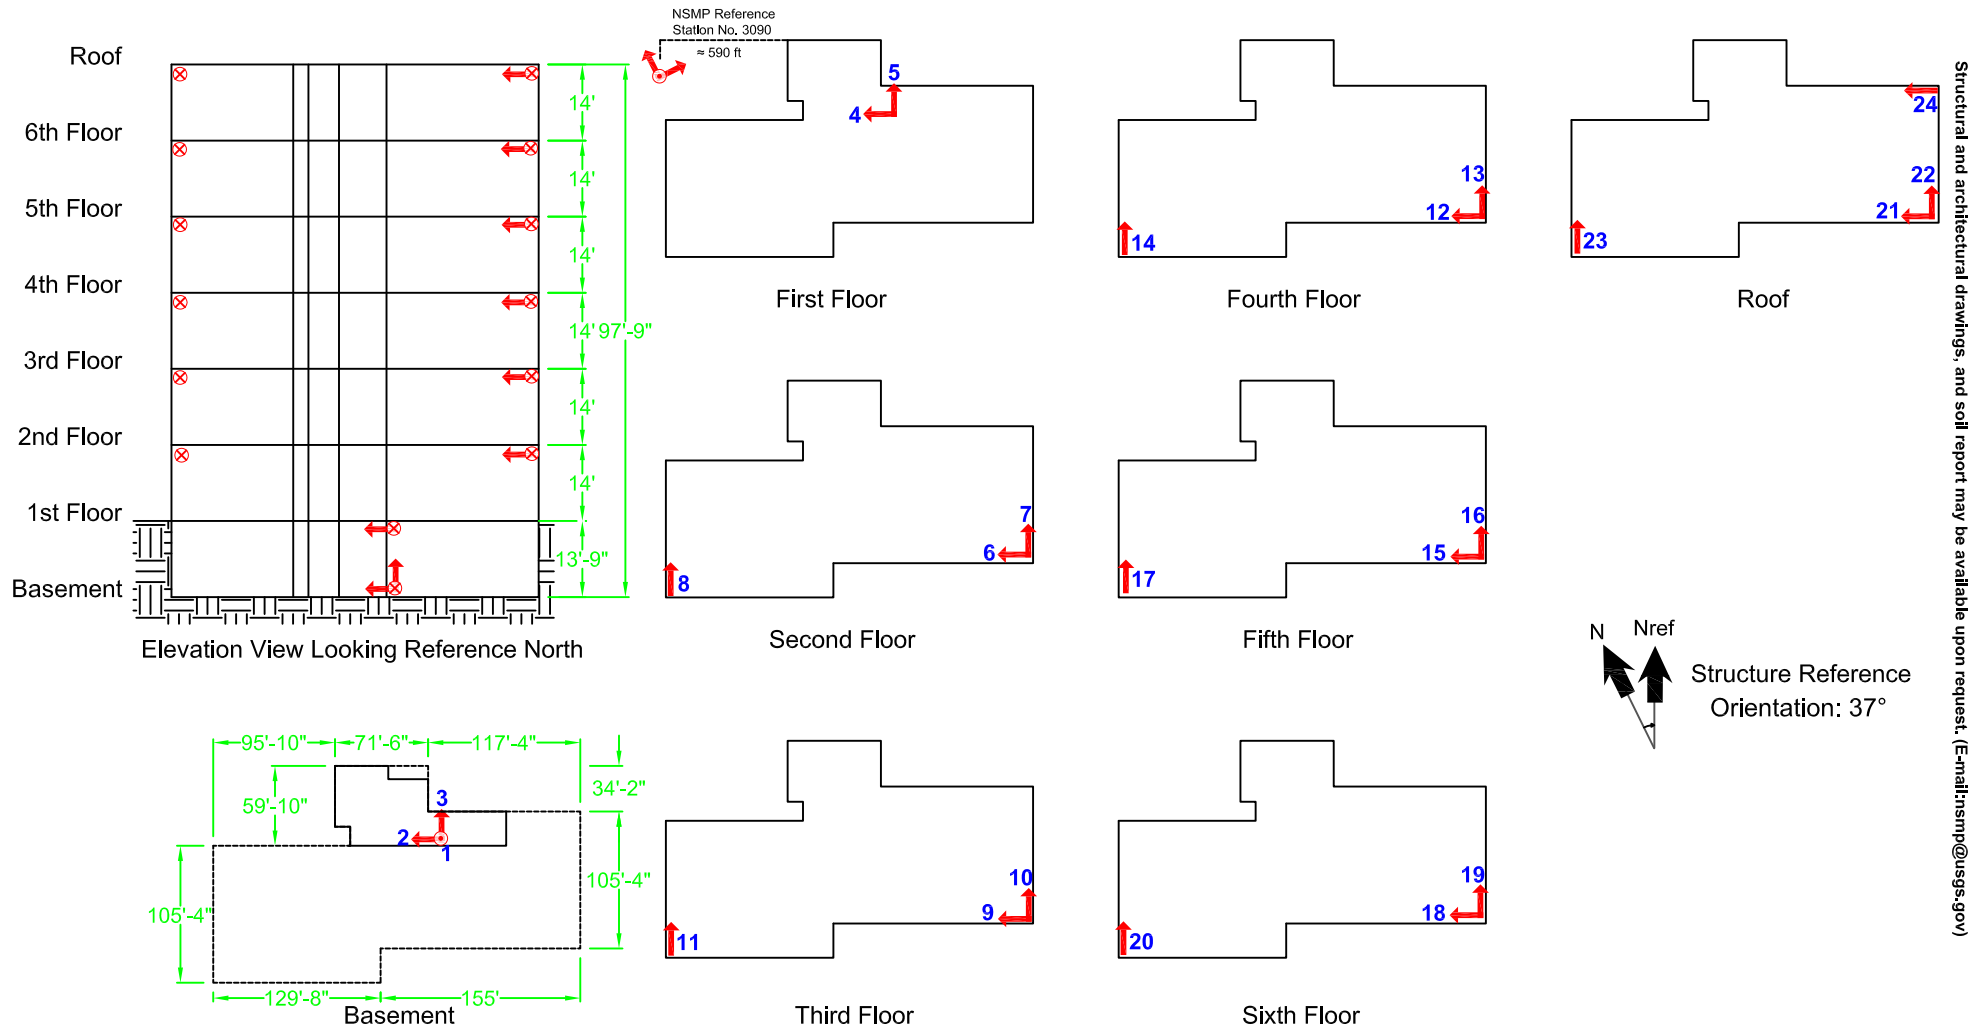 NSMP Reference
Station No. 3090
≈ 590 ft
Roof
6th Floor
5th Floor
4th Floor
3rd Floor
2nd Floor
1st Floor
Basement
14'
14'
14'
14'
14'
14'
13'-9"
97'-9"
Elevation View Looking Reference North
5
4
First Floor
13
12
14
Fourth Floor
24
22
21
23
Roof
7
6
8
Second Floor
16
15
17
Fifth Floor
N
Nref
Structure Reference
Orientation: 37°
95'-10"
71'-6"
117'-4"
34'-2"
59'-10"
3
2
1
105'-4"
105'-4"
129'-8"
155'
Basement
10
9
11
Third Floor
19
18
20
Sixth Floor
Structural and architectural drawings, and soil report may be available upon request. (E-mail:nsmp@usgs.gov)